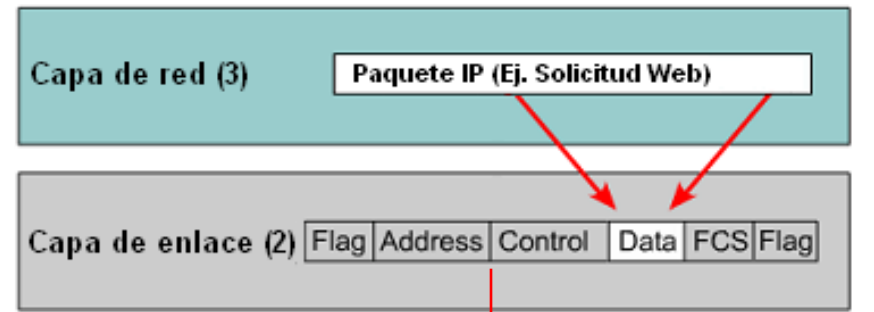 Capa de red (3)
Paquete IP (Ej. Solicitud Web)
Capa de enlace (2) Flag Address Control Data FCS Flag